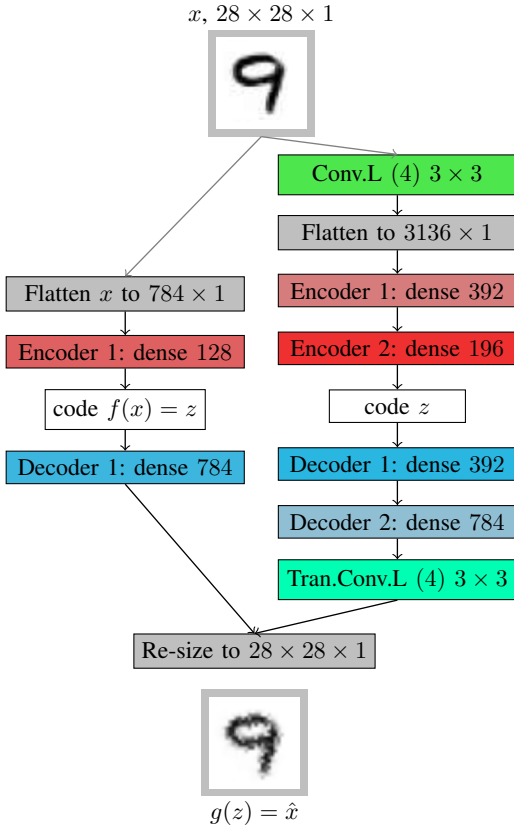 x, 28 × 28 × 1
9
Conv.L (4) 3 × 3
Flatten to 3136 × 1
Encoder 1: dense 392
Encoder 2: dense 196
code z
Decoder 1: dense 392
Decoder 2: dense 784
Tran.Conv.L (4) 3 × 3
Flatten x to 784 × 1
Encoder 1: dense 128
code f(x) = z
Decoder 1: dense 784
Re-size to 28 × 28 × 1
9
g(z) = x̂